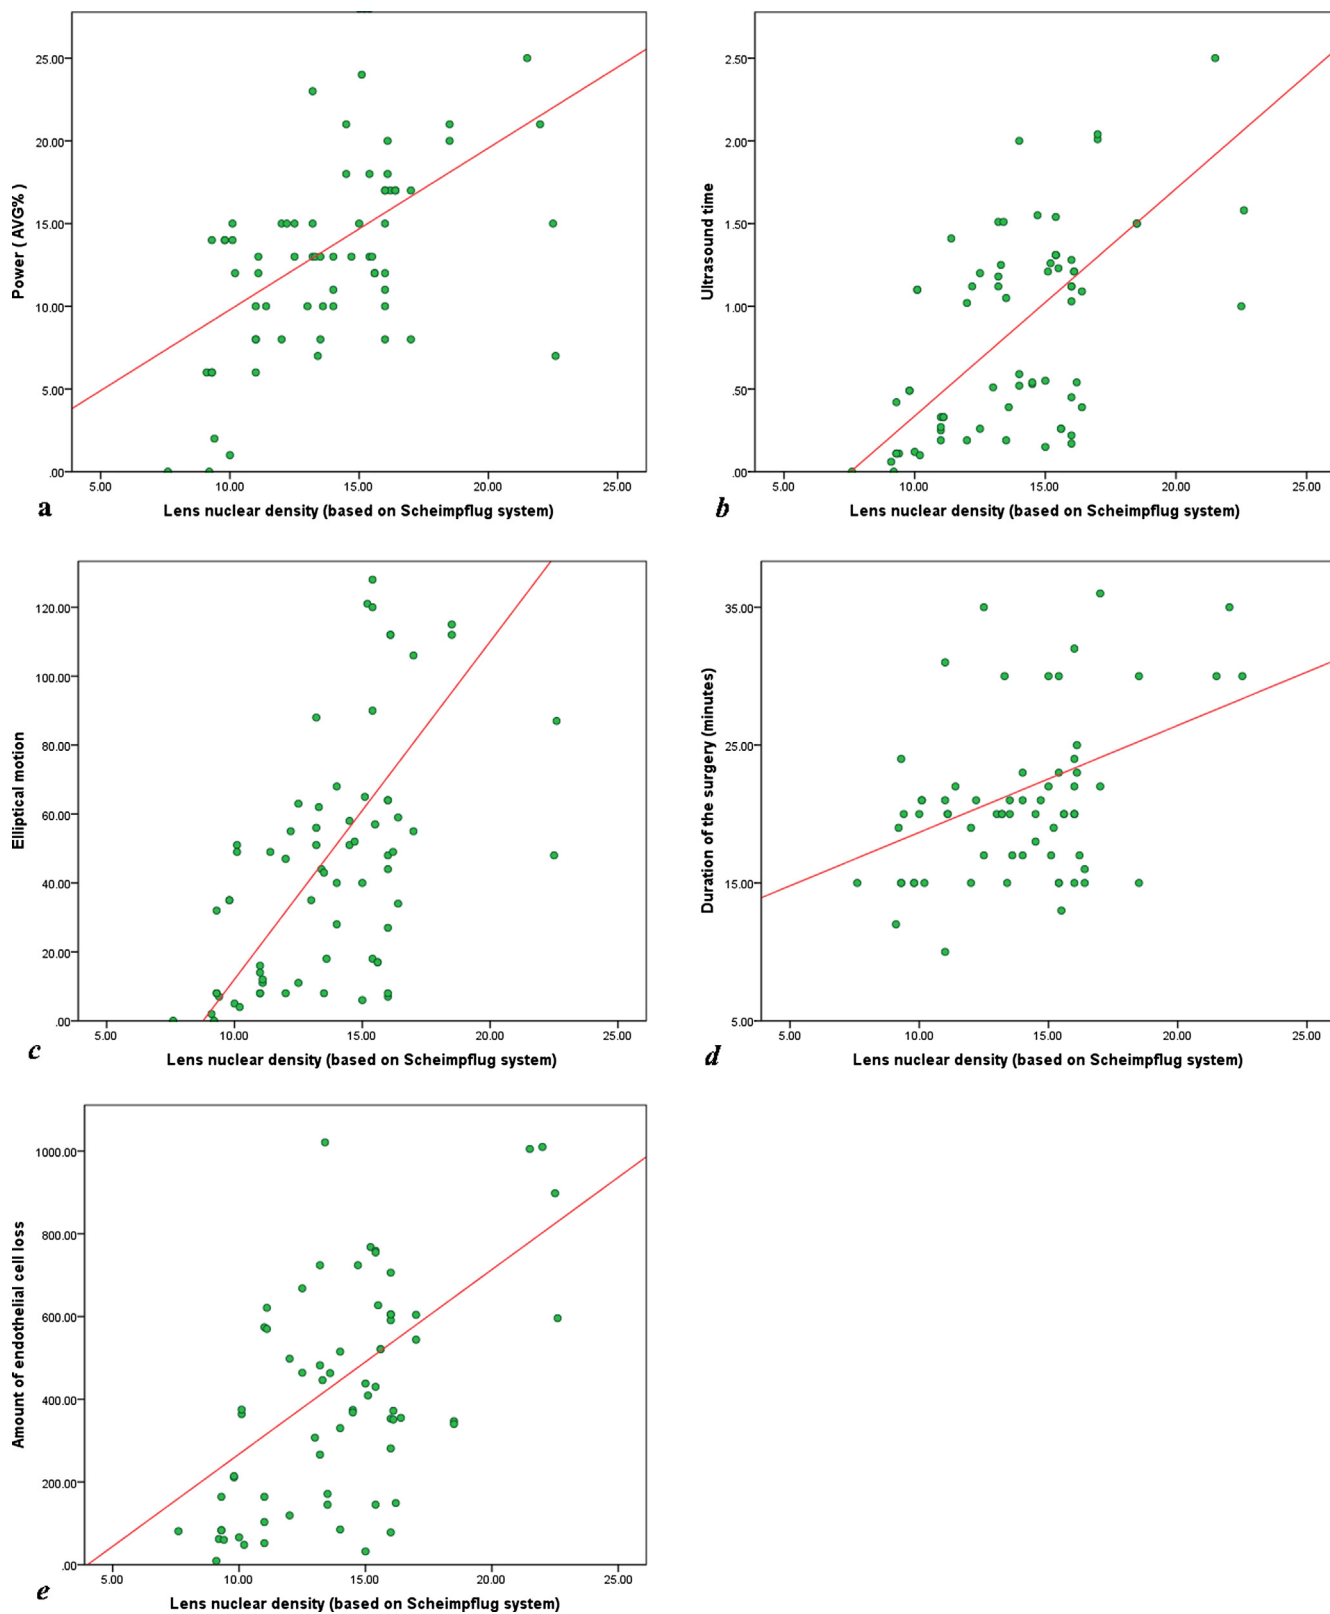 25.00
20.00
15.00
10.00
5.00
.00
Power ( AVG% )
5.00 10.00 15.00 20.00 25.00
a
Lens nuclear density (based on Scheimpflug system)
2.50
2.00
1.50
1.00
.50
.00
Ultrasound time
5.00 10.00 15.00 20.00 25.00
b
Lens nuclear density (based on Scheimpflug system)
120.00
100.00
80.00
60.00
40.00
20.00
.00
Elliptical motion
5.00 10.00 15.00 20.00 25.00
c
Lens nuclear density (based on Scheimpflug system)
35.00
25.00
15.00
5.00
Duration of the surgery (minutes)
5.00 10.00 15.00 20.00 25.00
d
Lens nuclear density (based on Scheimpflug system)
1000.00
800.00
600.00
400.00
200.00
.00
Amount of endothelial cell loss
5.00 10.00 15.00 20.00 25.00
e
Lens nuclear density (based on Scheimpflug system)